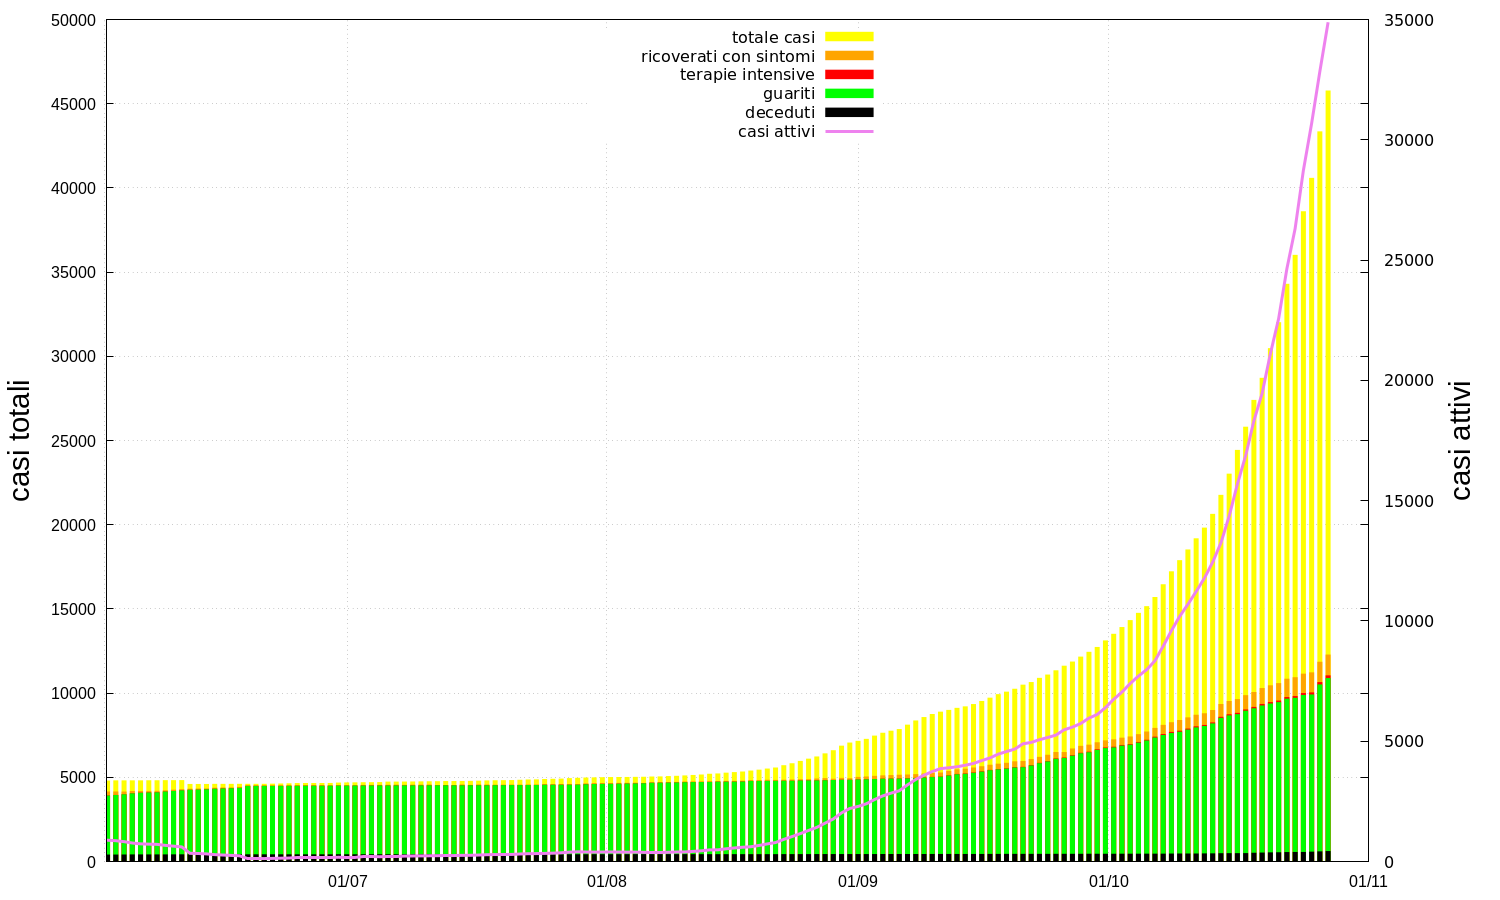 totale casi
ricoverati con sintomi
terapie intensive
guariti
deceduti
casi attivi
casi totali
50000
45000
40000
35000
30000
25000
20000
15000
10000
5000
0
35000
30000
25000
20000
15000
10000
5000
0
casi attivi
01/07 01/08 01/09 01/10 01/11